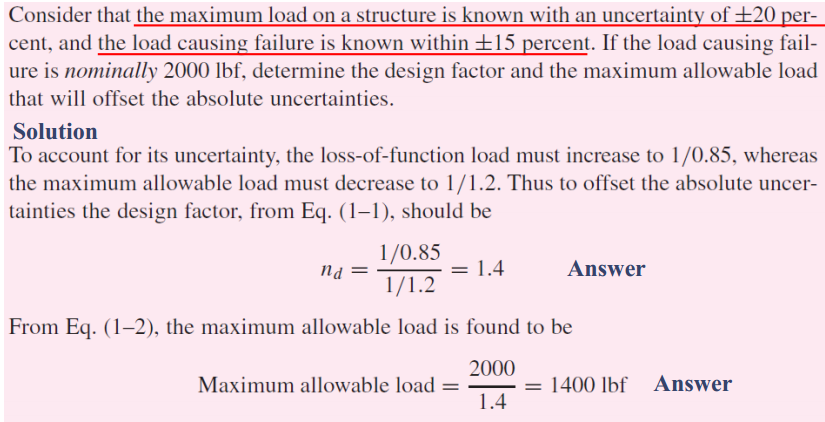 Consider that the maximum load on a structure is known with an uncertainty of ±20 per-
cent, and the load causing failure is known within ±15 percent. If the load causing fail-
ure is nominally 2000 lbf, determine the design factor and the maximum allowable load
that will offset the absolute uncertainties.
Solution
To account for its uncertainty, the loss-of-function load must increase to 1/0.85, whereas
the maximum allowable load must decrease to 1/1.2. Thus to offset the absolute uncer-
tainties the design factor, from Eq. (1–1), should be
n_d = (1/0.85)/(1/1.2) = 1.4 Answer
From Eq. (1–2), the maximum allowable load is found to be
Maximum allowable load = 2000/1.4 = 1400 lbf Answer